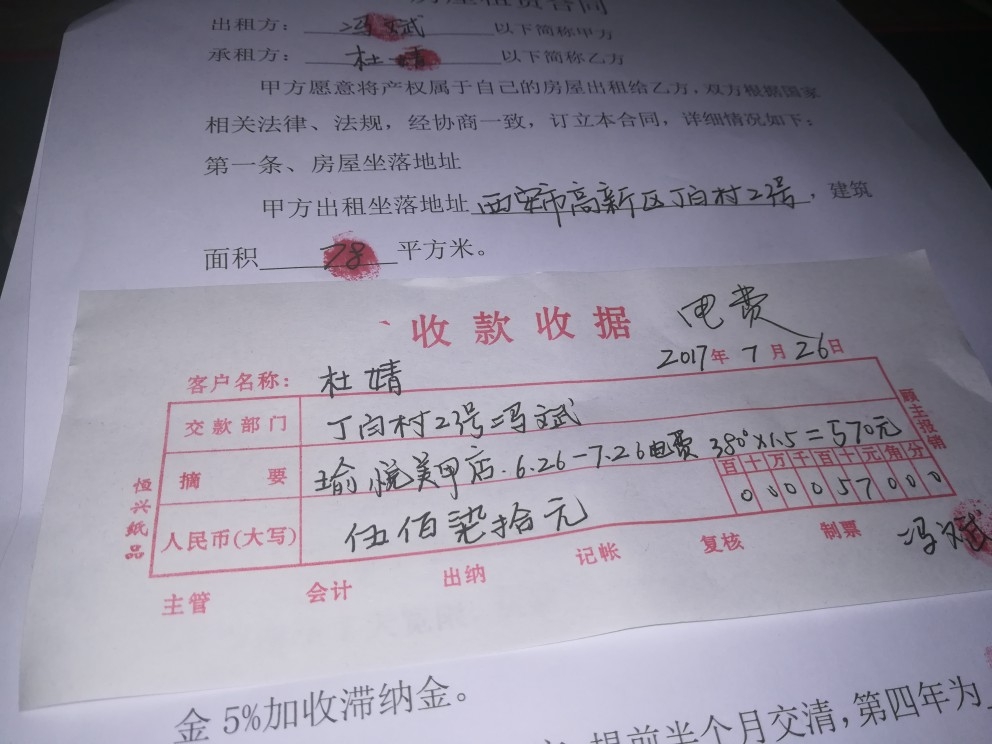 房屋租赁合同
出租方：冯文斌 以下简称甲方
承租方：杜婧 以下简称乙方
甲方愿意将产权属于自己的房屋出租给乙方，双方根据国家
相关法律、法规，经协商一致，订立本合同，详细情况如下：
第一条、房屋坐落地址
甲方出租坐落地址西安市高新区丁白村2号，建筑
面积 78 平方米。
收款收据 电费
2017年7月26日
客户名称：杜婧
交款部门 丁白村2号冯文斌
摘要 瑜悦美甲店.6.26-7.26电费 380°×1.5=570元
百十万千百十元角分
0 0 0 0 5 7 0 0 0
人民币(大写) 伍佰柒拾元
顾主报销
恒兴纸品
主管 会计 出纳 记帐 复核 制票 冯文斌
金5%加收滞纳金。
提前半个月交清，第四年为